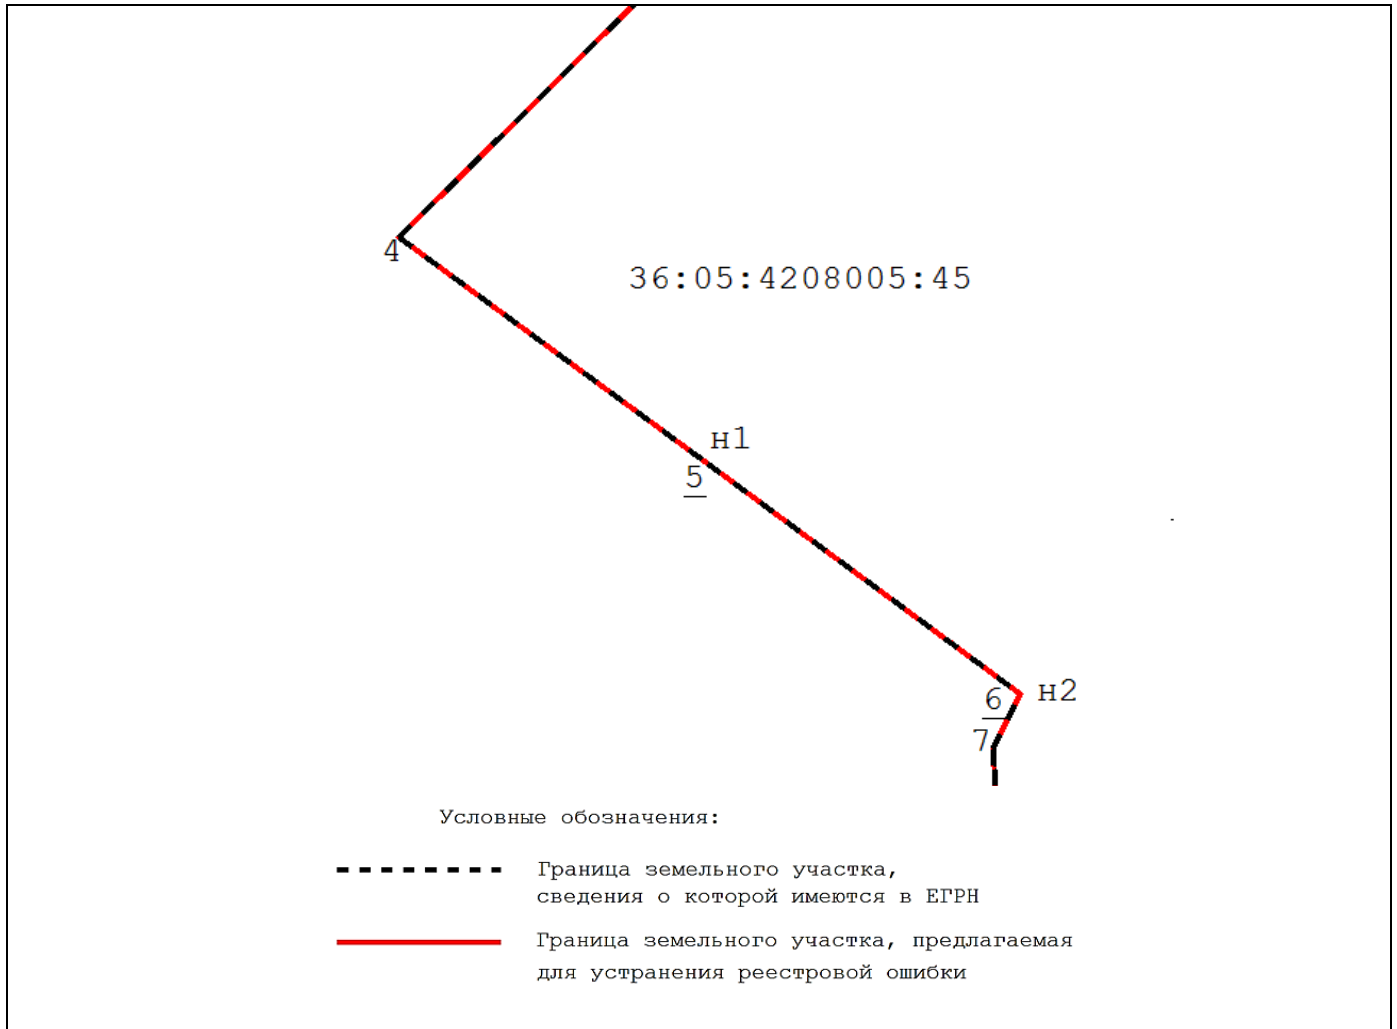 4
36:05:4208005:45
н1
5
н2
6
7
Условные обозначения:
Граница земельного участка,
сведения о которой имеются в ЕГРН
Граница земельного участка, предлагаемая
для устранения реестровой ошибки